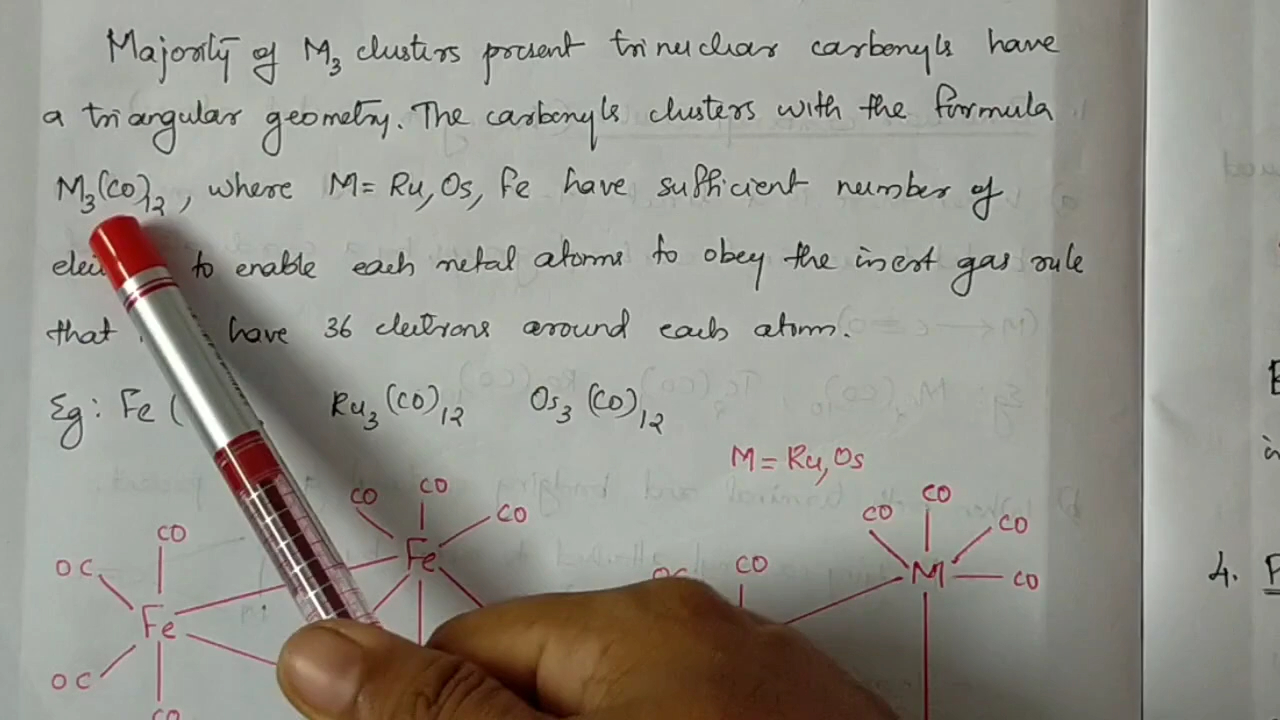 Majority of M₃ clusters present trinuclear carbonyls have
a triangular geometry. The carbonyls clusters with the formula
M₃(CO)₁₂, where M = Ru, Os, Fe have sufficient number of
to enable each metal atoms to obey the inert gas rule
that have 36 electrons around each atom.
Eg: Fe ( Ru₃(CO)₁₂ Os₃(CO)₁₂
M = Ru, Os
CO CO CO
CO CO CO
CO CO
OC Fe M CO
Fe
OC
CO
4.